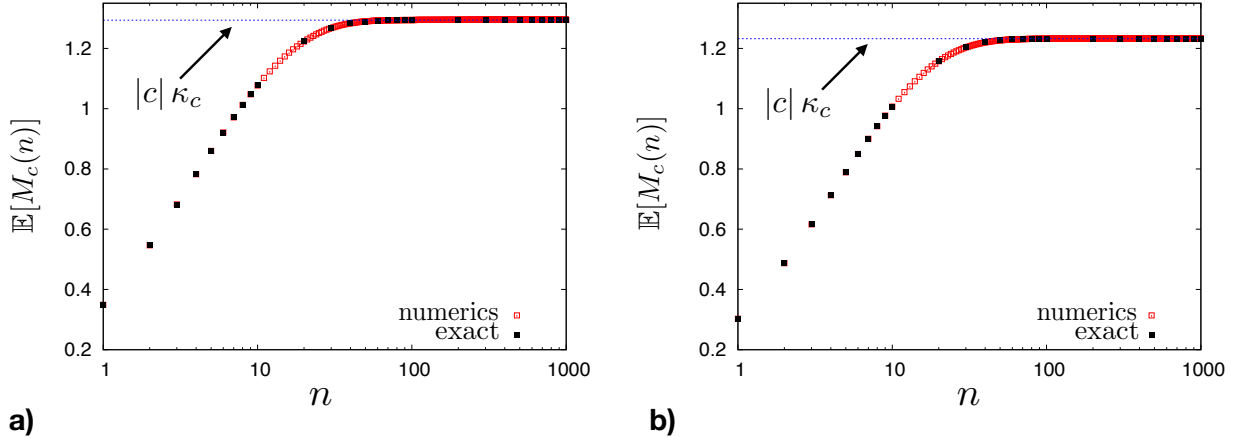 1.2
1
0.8
0.6
0.4
0.2
𝔼[M_c(n)]
|c| κ_c
numerics
exact
1
10
100
1000
n
a)
1.2
1
0.8
0.6
0.4
0.2
𝔼[M_c(n)]
|c| κ_c
numerics
exact
1
10
100
1000
n
b)